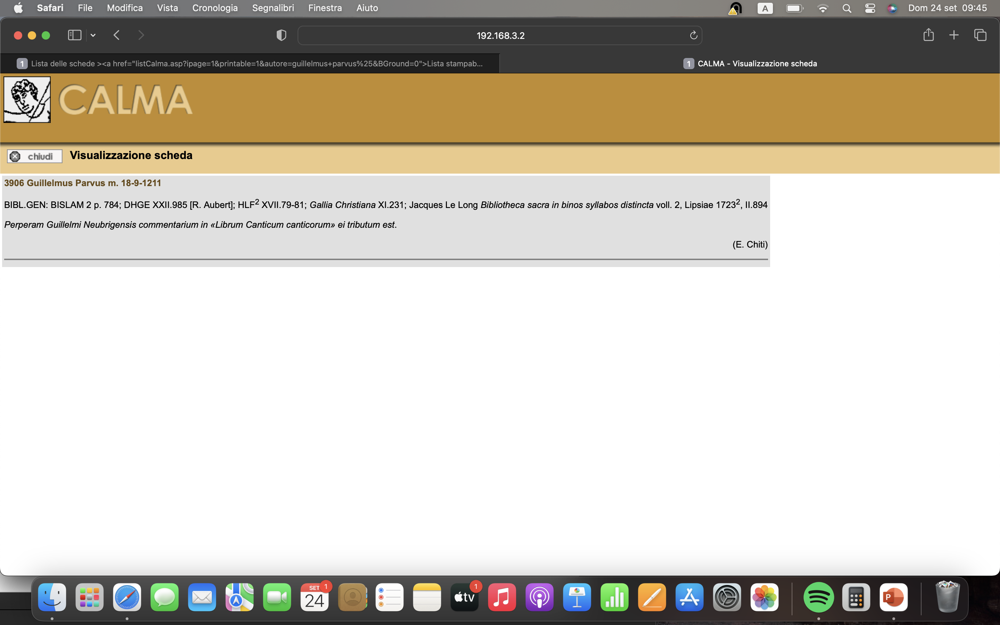 Safari File Modifica Vista Cronologia Segnalibri Finestra Aiuto A Dom 24 set 09:45
192.168.3.2
1 Lista delle schede ><a href="listCalma.asp?ipage=1&printable=1&autore=guillelmus+parvus%25&BGround=0">Lista stampab... 1 CALMA - Visualizzazione scheda
CALMA
chiudi Visualizzazione scheda
3906 Guillelmus Parvus m. 18-9-1211
BIBL.GEN: BISLAM 2 p. 784; DHGE XXII.985 [R. Aubert]; HLF² XVII.79-81; Gallia Christiana XI.231; Jacques Le Long Bibliotheca sacra in binos syllabos distincta voll. 2, Lipsiae 1723², II.894
Perperam Guillelmi Neubrigensis commentarium in «Librum Canticum canticorum» ei tributum est.
(E. Chiti)
SET 1 1
24 tv P